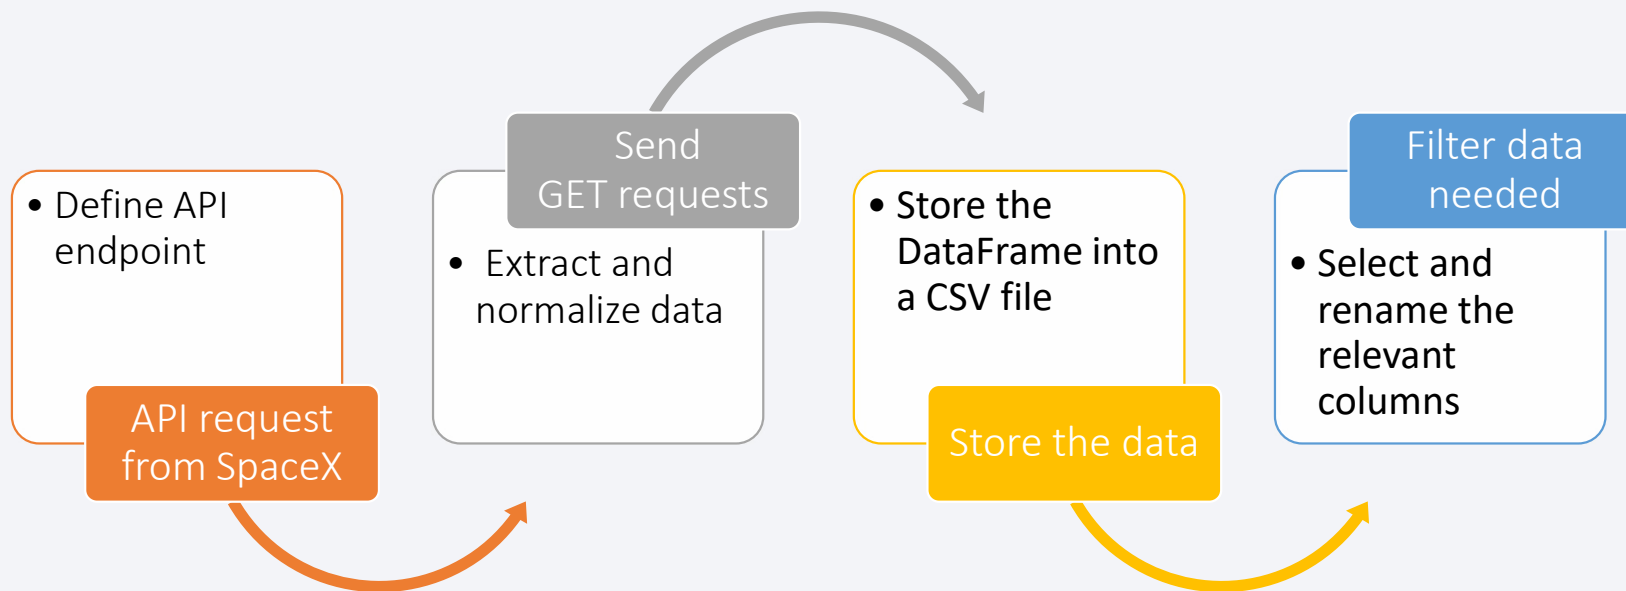 • Define API
endpoint
API request
from SpaceX
Send
GET requests
• Extract and
normalize data
• Store the
DataFrame into
a CSV file
Store the data
Filter data
needed
• Select and
rename the
relevant
columns